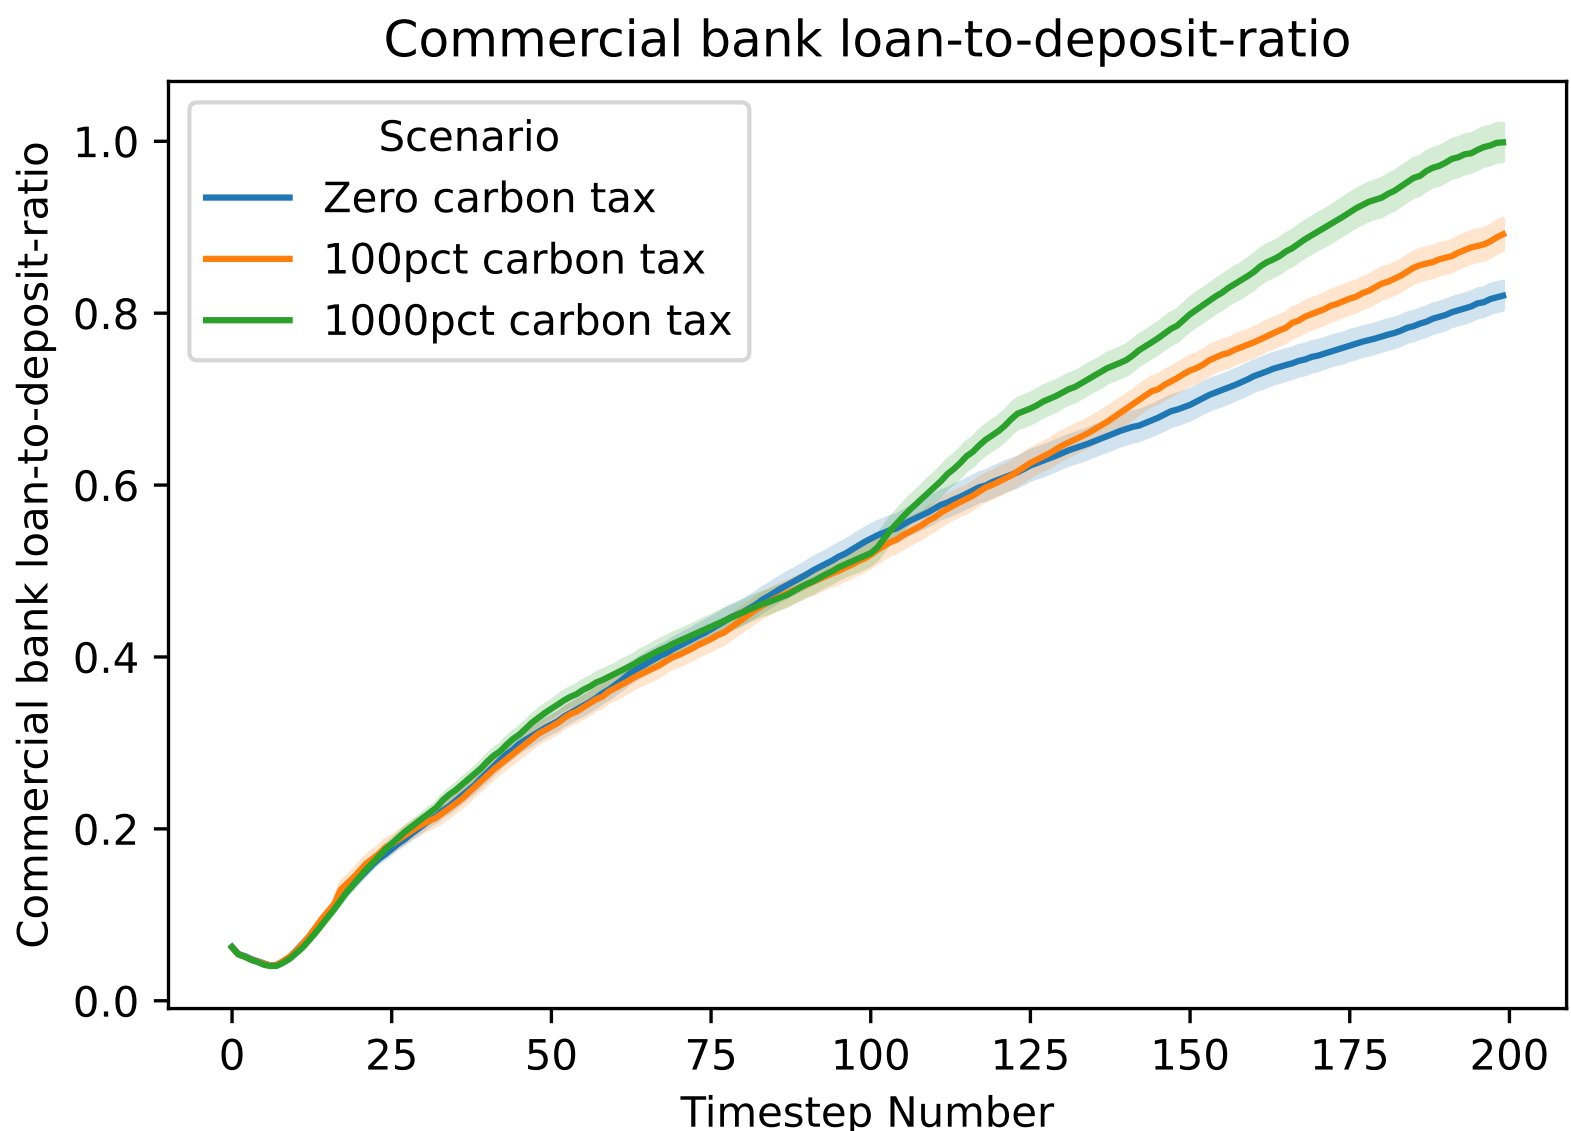 Commercial bank loan-to-deposit-ratio
Scenario
Zero carbon tax
100pct carbon tax
1000pct carbon tax
Commercial bank loan-to-deposit-ratio
1.0
0.8
0.6
0.4
0.2
0.0
0 25 50 75 100 125 150 175 200
Timestep Number